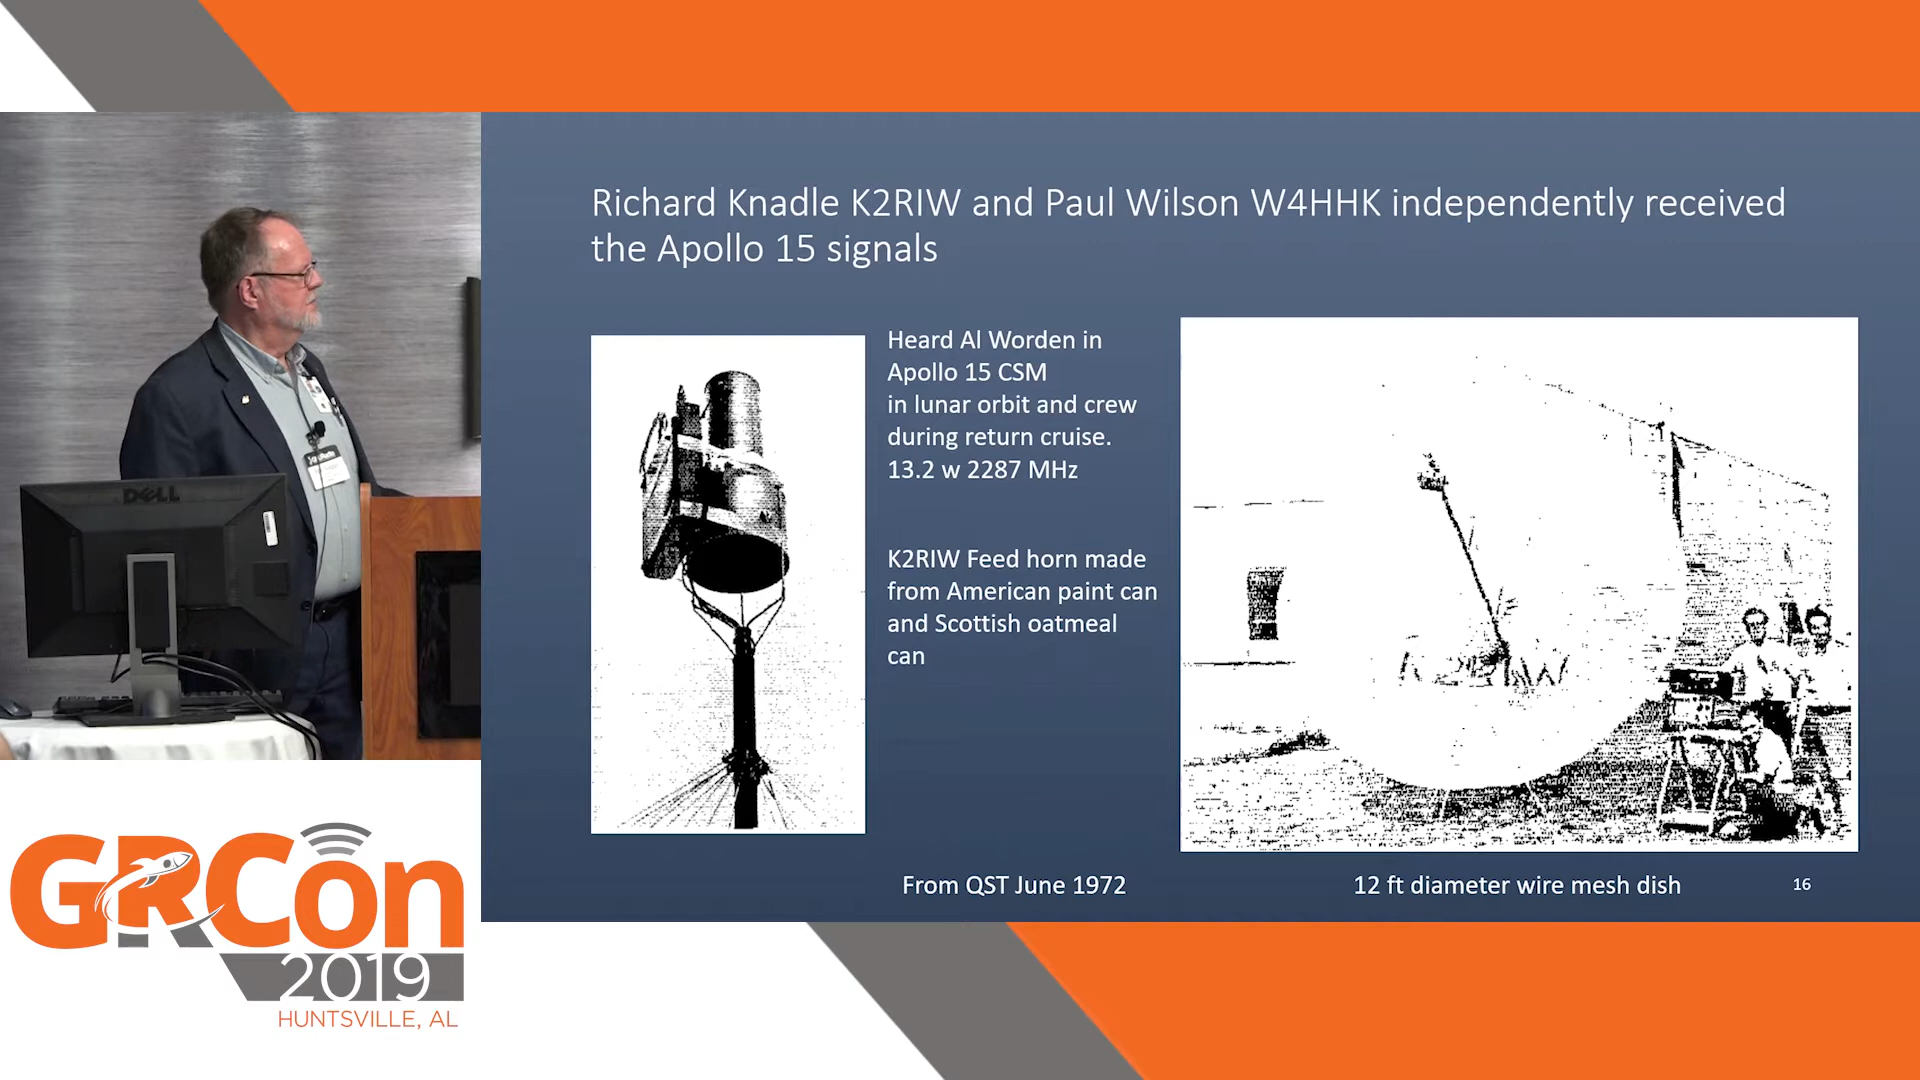 Richard Knadle K2RIW and Paul Wilson W4HHK independently received
the Apollo 15 signals
Heard Al Worden in
Apollo 15 CSM
in lunar orbit and crew
during return cruise.
13.2 w 2287 MHz
K2RIW Feed horn made
from American paint can
and Scottish oatmeal
can
From QST June 1972
12 ft diameter wire mesh dish
16
DELL
GRCon
2019
HUNTSVILLE, AL